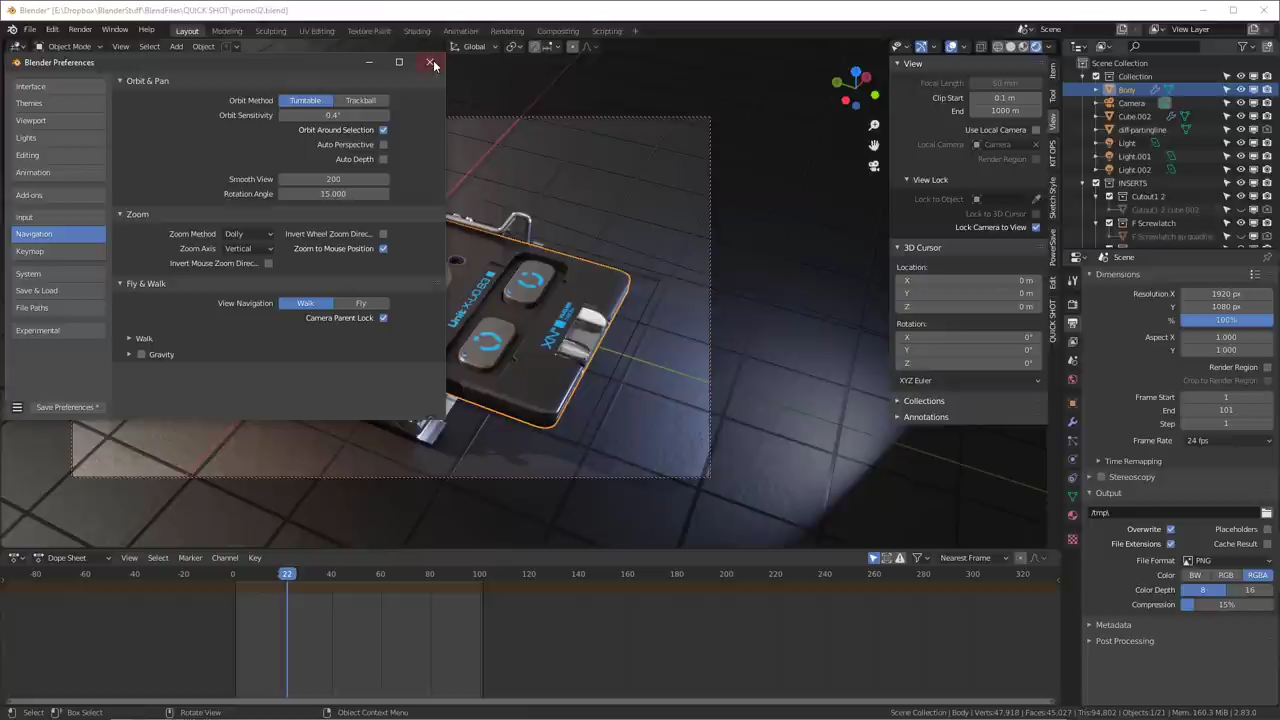 Blender* [E:\Dropbox\BlanderStuff\BlendFiles\QUICK SHOT\promo02.blend]
File Edit Render Window Help Layout Modeling Sculpting UV Editing Texture Paint Shading Animation Rendering Compositing Scripting + Scene View Layer
Object Mode View Select Add Object Global
Blender Preferences
Interface
Themes
Viewport
Lights
Editing
Animation
Add-ons
Input
Navigation
Keymap
System
Save & Load
File Paths
Experimental
Save Preferences *
Orbit & Pan
Orbit Method Turntable Trackball
Orbit Sensitivity 0.4°
Orbit Around Selection
Auto Perspective
Auto Depth
Smooth View 200
Rotation Angle 15.000
Zoom
Zoom Method Dolly Invert Wheel Zoom Direc...
Zoom Axis Vertical Zoom to Mouse Position
Invert Mouse Zoom Direc...
Fly & Walk
View Navigation Walk Fly
Camera Parent Lock
Walk
Gravity
View
Focal Length 50 mm
Clip Start 0.1 m
End 1000 m
Use Local Camera
Local Camera Camera
Render Region
View Lock
Lock to Object
Lock to 3D Cursor
Lock Camera to View
3D Cursor
Location:
X 0 m
Y 0 m
Z 0 m
Rotation:
X 0°
Y 0°
Z 0°
XYZ Euler
Collections
Annotations
Item
Tool
View
KIT OPS
Sketch Style
PowerSave
Edit
QUICK SHOT
Scene Collection
Collection
Body
Camera
Cube.002
diff-partingline
Light
Light.001
Light.002
INSERTS
Cutout1 2
Cutout1 2.cube.002
F Screwlatch
Scene
Dimensions
Resolution X 1920 px
Y 1080 px
% 100%
Aspect X 1.000
Y 1.000
Render Region
Crop to Render Region
Frame Start 1
End 101
Step 1
Frame Rate 24 fps
Time Remapping
Stereoscopy
Output
/tmp\
Overwrite Placeholders
File Extensions Cache Result
File Format PNG
Color BW RGB RGBA
Color Depth 8 16
Compression 15%
Metadata
Post Processing
Dope Sheet View Select Marker Channel Key Nearest Frame
-80 -60 -40 -20 0 22 40 60 80 100 120 140 160 180 200 220 240 260 280 300 320
Select Box Select Rotate View Object Context Menu Scene Collection | Body | Verts:47,918 | Faces:45,027 | Tris:94,802 | Objects:1/21 | Mem: 160.3 MiB | 2.83.0